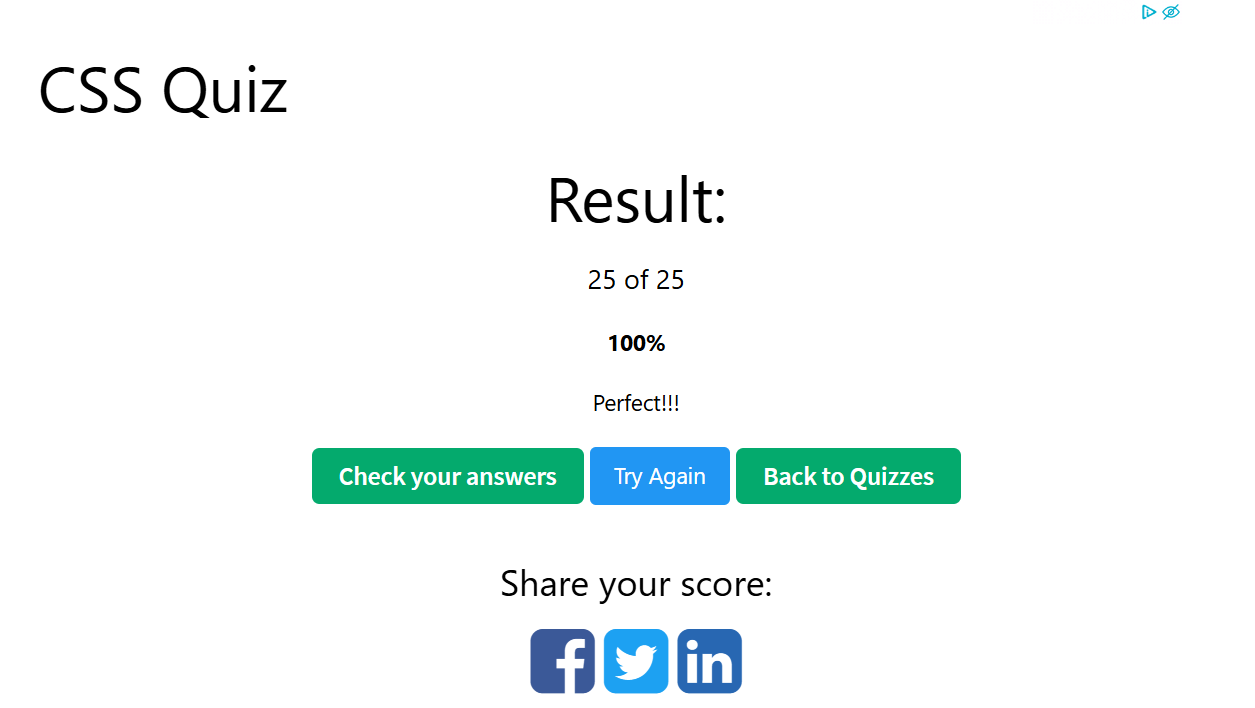 CSS Quiz
Result:
25 of 25
100%
Perfect!!!
Check your answers
Try Again
Back to Quizzes
Share your score:
f
in